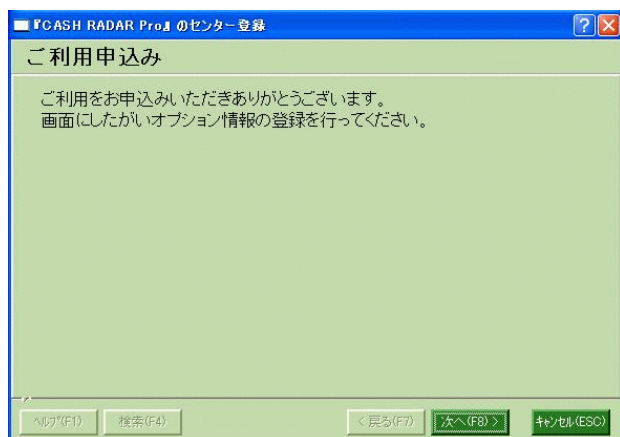 『CASH RADAR Pro』のセンター登録
ご利用申込み
ご利用をお申込みいただきありがとうございます。
画面にしたがいオプション情報の登録を行ってください。
ヘルプ(F1) 検索(F4) < 戻る(F7) 次へ(F8) > キャンセル(ESC)